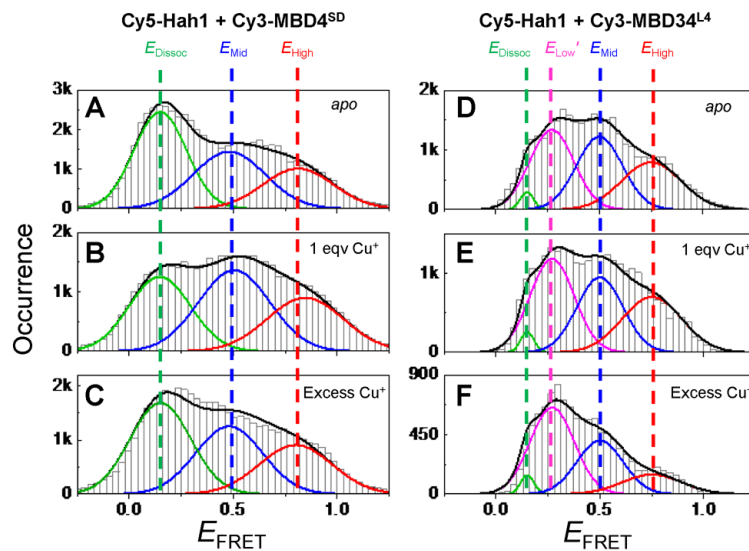 Cy5-Hah1 + Cy3-MBD4SD
EDissoc EMid EHigh
A
apo
3k
2k
1k
0
B
1 eqv Cu+
2k
1k
0
C
Excess Cu+
2k
1k
0
0.0 0.5 1.0
EFRET
Occurrence
Cy5-Hah1 + Cy3-MBD34L4
EDissoc ELow' EMid EHigh
D
apo
2k
1k
0
E
1 eqv Cu+
1k
0
F
Excess Cu+
900
450
0
0.0 0.5 1.0
EFRET